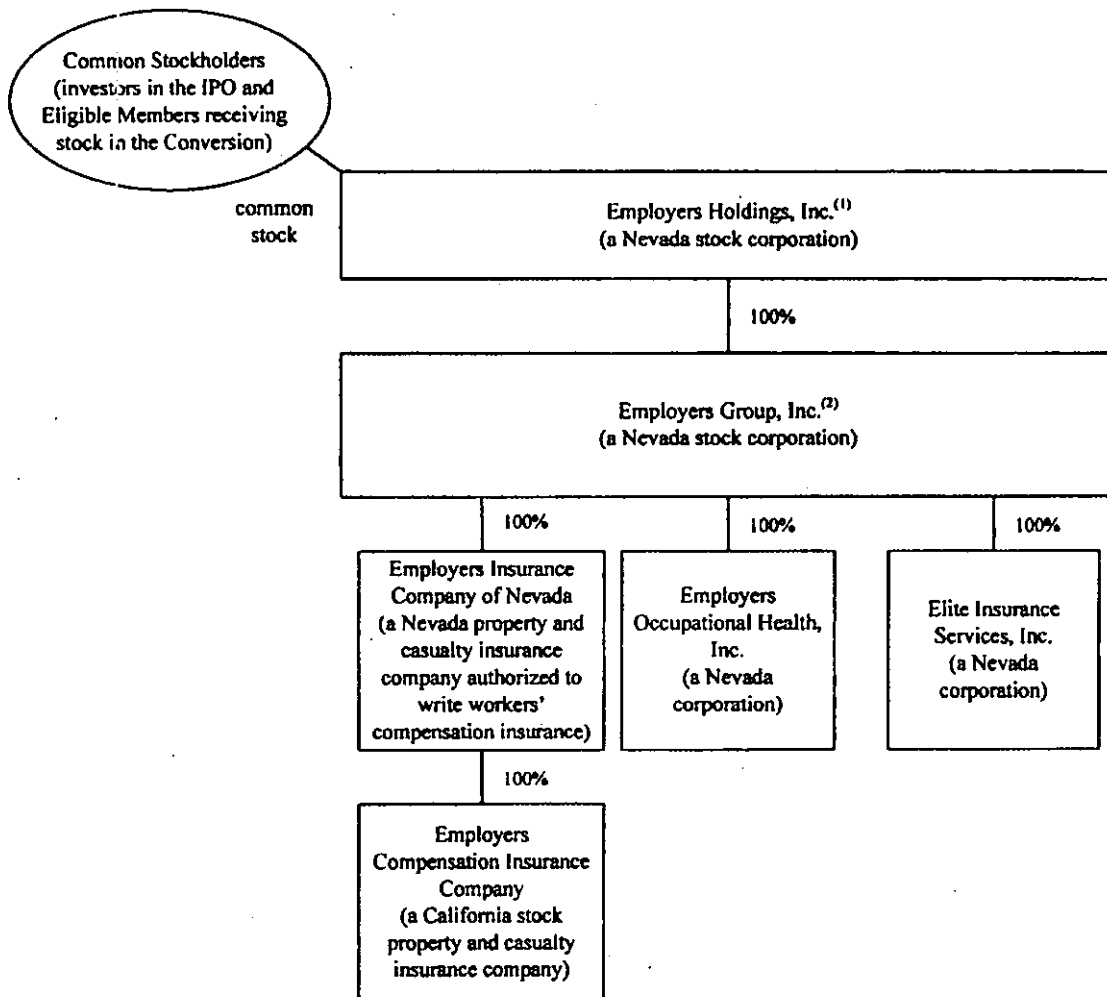 Common Stockholders
(investors in the IPO and
Eligible Members receiving
stock in the Conversion)
common
stock
Employers Holdings, Inc.(1)
(a Nevada stock corporation)
100%
Employers Group, Inc.(2)
(a Nevada stock corporation)
100%
100%
100%
Employers Insurance
Company of Nevada
(a Nevada property and
casualty insurance
company authorized to
write workers'
compensation insurance)
Employers
Occupational Health,
Inc.
(a Nevada
corporation)
Elite Insurance
Services, Inc.
(a Nevada
corporation)
100%
Employers
Compensation Insurance
Company
(a California stock
property and casualty
insurance company)